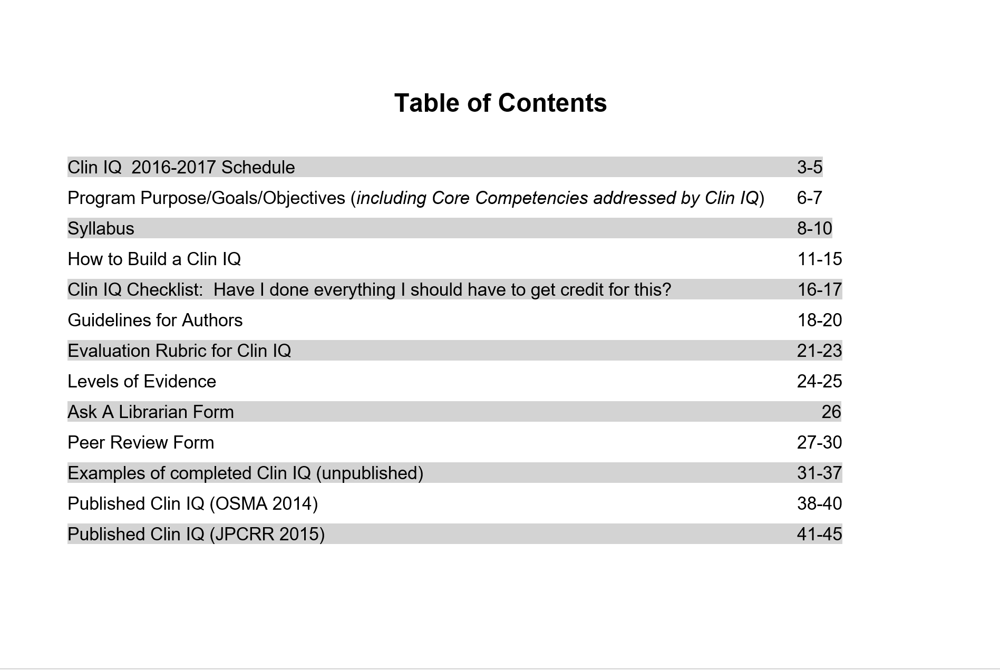 Table of Contents
Clin IQ  2016-2017 Schedule 3-5
Program Purpose/Goals/Objectives (including Core Competencies addressed by Clin IQ) 6-7
Syllabus 8-10
How to Build a Clin IQ 11-15
Clin IQ Checklist:  Have I done everything I should have to get credit for this? 16-17
Guidelines for Authors 18-20
Evaluation Rubric for Clin IQ 21-23
Levels of Evidence 24-25
Ask A Librarian Form 26
Peer Review Form 27-30
Examples of completed Clin IQ (unpublished) 31-37
Published Clin IQ (OSMA 2014) 38-40
Published Clin IQ (JPCRR 2015) 41-45